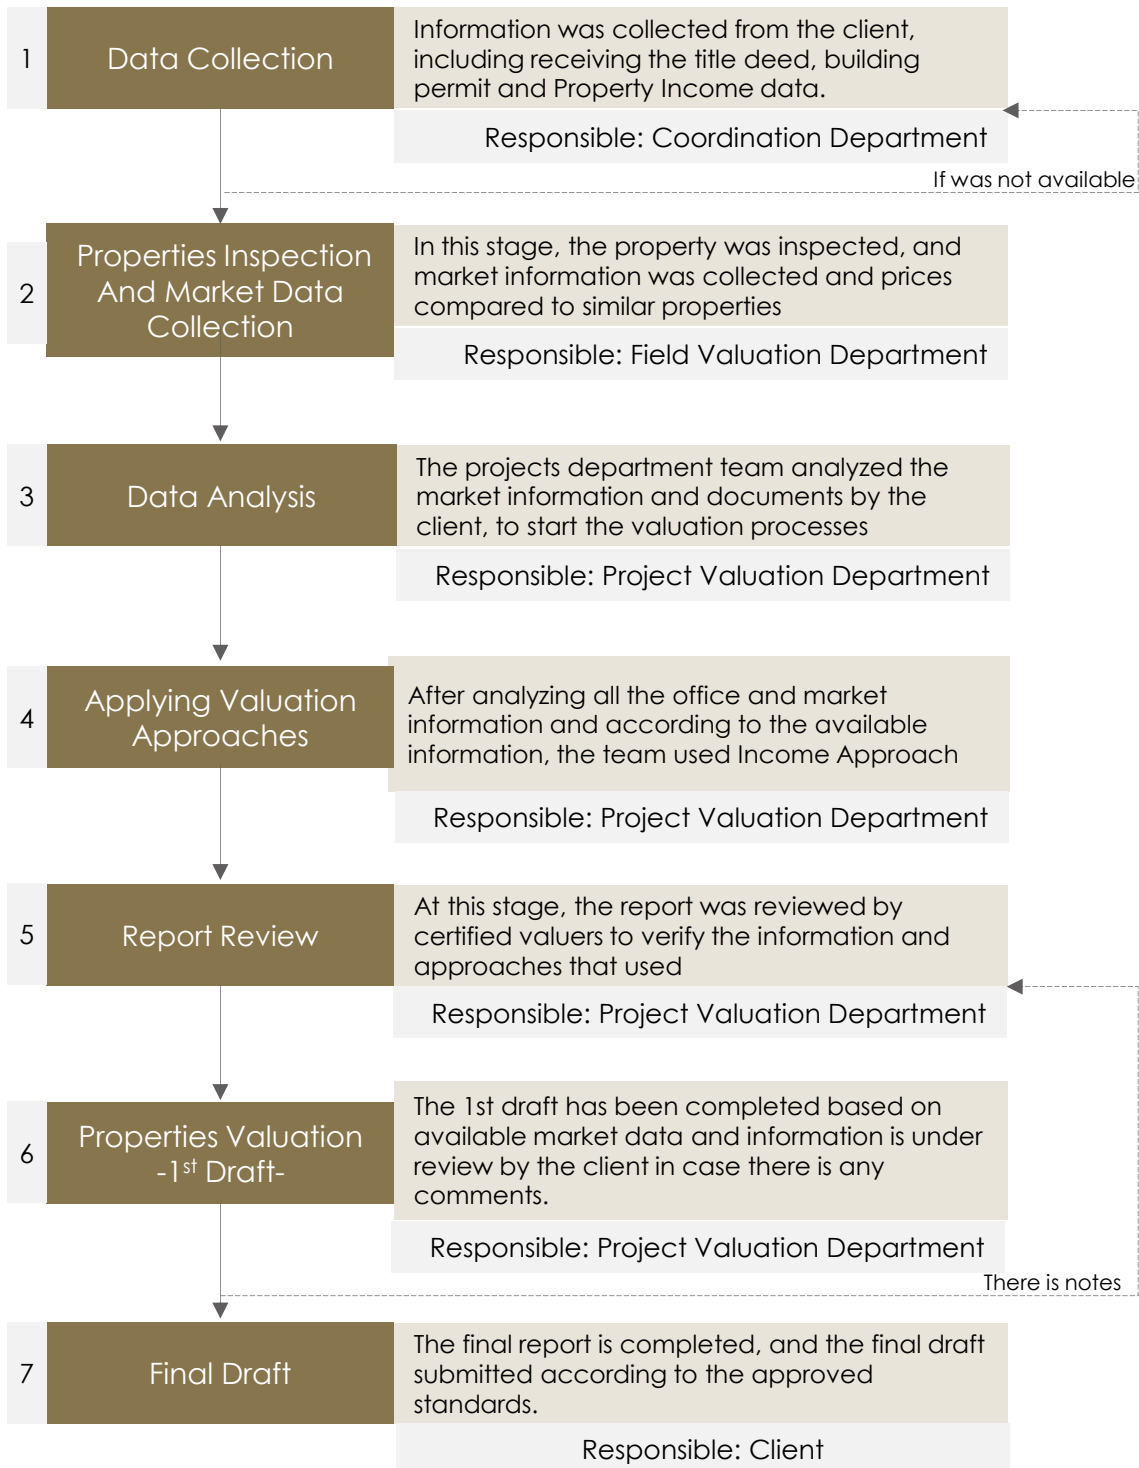 1
Data Collection
Information was collected from the client,
including receiving the title deed, building
permit and Property Income data.
Responsible: Coordination Department
If was not available
2
Properties Inspection
And Market Data
Collection
In this stage, the property was inspected, and
market information was collected and prices
compared to similar properties
Responsible: Field Valuation Department
3
Data Analysis
The projects department team analyzed the
market information and documents by the
client, to start the valuation processes
Responsible: Project Valuation Department
4
Applying Valuation
Approaches
After analyzing all the office and market
information and according to the available
information, the team used Income Approach
Responsible: Project Valuation Department
5
Report Review
At this stage, the report was reviewed by
certified valuers to verify the information and
approaches that used
Responsible: Project Valuation Department
6
Properties Valuation
-1st Draft-
The 1st draft has been completed based on
available market data and information is under
review by the client in case there is any
comments.
Responsible: Project Valuation Department
There is notes
7
Final Draft
The final report is completed, and the final draft
submitted according to the approved
standards.
Responsible: Client